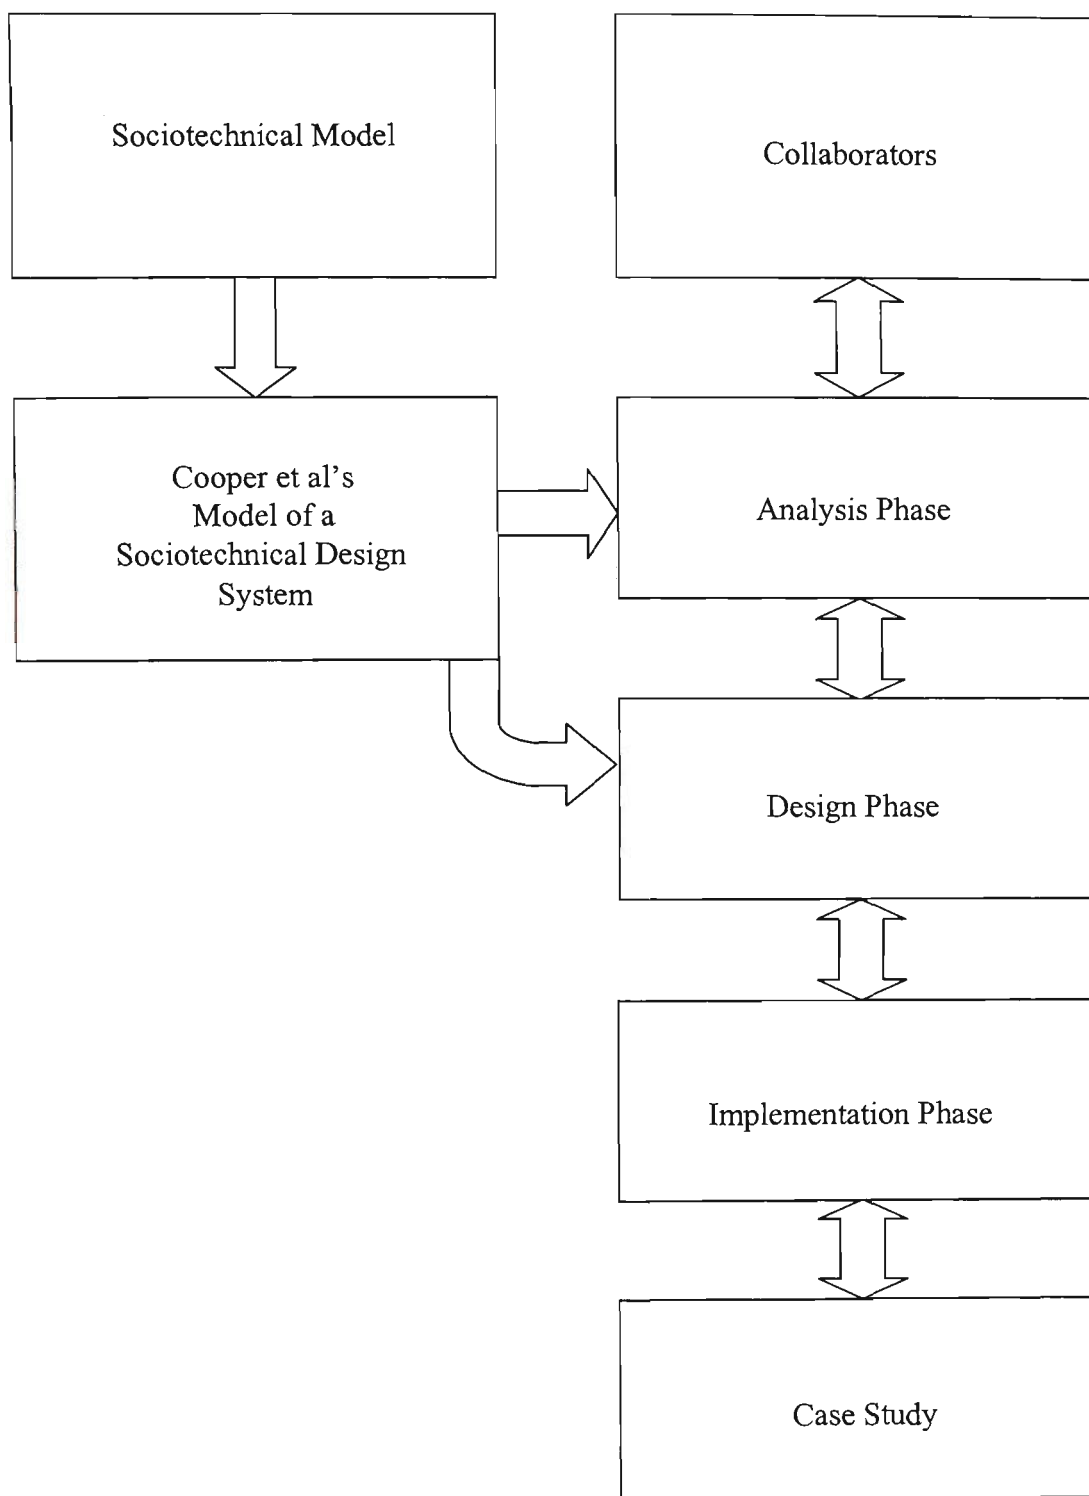 Sociotechnical Model
Collaborators
Cooper et al's
Model of a
Sociotechnical Design
System
Analysis Phase
Design Phase
Implementation Phase
Case Study